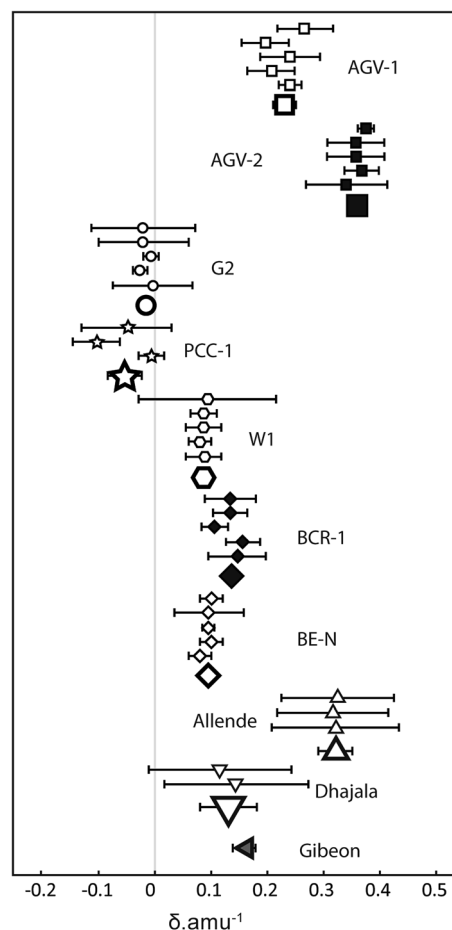 AGV-1
AGV-2
G2
PCC-1
W1
BCR-1
BE-N
Allende
Dhajala
Gibeon
-0.2 -0.1 0 0.1 0.2 0.3 0.4 0.5
δ.amu⁻¹